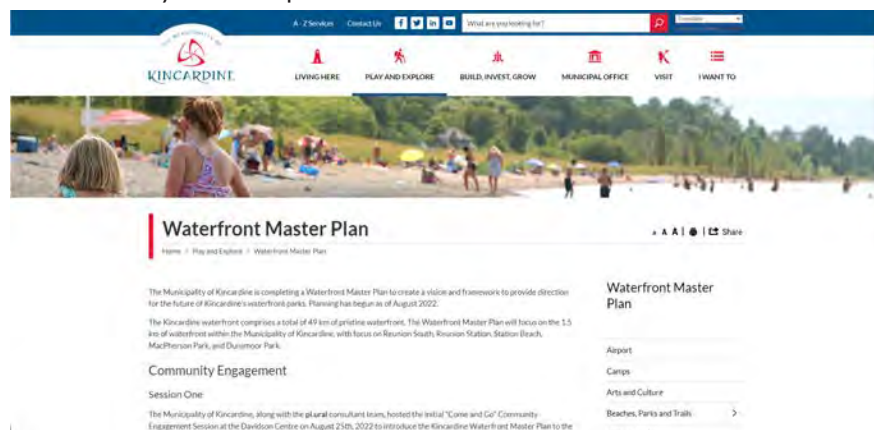 A - Z Services Contact Us What are you looking for? Translate
THE MUNICIPALITY OF
KINCARDINE
LIVING HERE PLAY AND EXPLORE BUILD, INVEST, GROW MUNICIPAL OFFICE VISIT I WANT TO
Waterfront Master Plan
A A A | | Share
Home / Play and Explore / Waterfront Master Plan
The Municipality of Kincardine is completing a Waterfront Master Plan to create a vision and framework to provide direction
for the future of Kincardine's waterfront parks. Planning has begun as of August 2022.
The Kincardine waterfront comprises a total of 49 km of pristine waterfront. The Waterfront Master Plan will focus on the 1.5
km of waterfront within the Municipality of Kincardine, with focus on Reunion South, Reunion Station, Station Beach,
MacPherson Park, and Dunsmoor Park.
Community Engagement
Session One
The Municipality of Kincardine, along with the plural consultant team, hosted the initial "Come and Go" Community
Engagement Session at the Davidson Centre on August 25th, 2022 to introduce the Kincardine Waterfront Master Plan to the
Waterfront Master
Plan
Airport
Camps
Arts and Culture
Beaches, Parks and Trails >